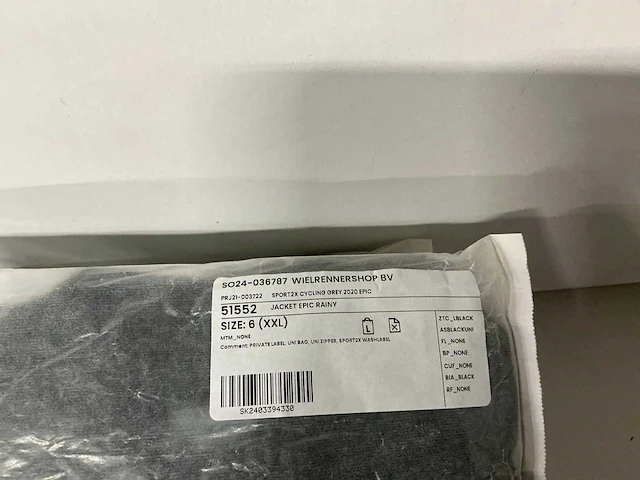 SO24-036787 WIELRENNERSHOP BV
PRJ21-003722 SPORT2X CYCLING GREY 2020 EPIC
51552 JACKET EPIC RAINY
SIZE: 6 (XXL)
L
X
MTM_NONE
Comment: PRIVATE LABEL: UNI BAG, UNI ZIPPER, SPORT2X WASHLABEL
SK2403394330
ZTC_LBLACK
ASBLACKUNI
FL_NONE
BP_NONE
CUF_NONE
BIA_BLACK
RF_NONE